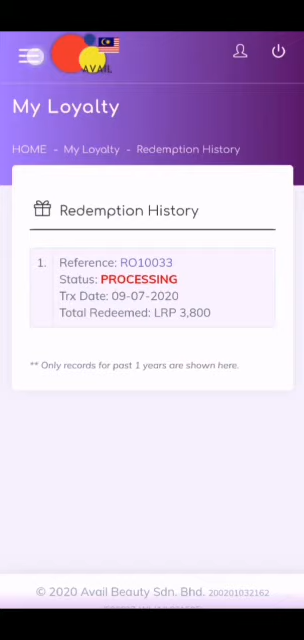 AVAIL
My Loyalty
HOME - My Loyalty - Redemption History
Redemption History
1. Reference: RO10033
Status: PROCESSING
Trx Date: 09-07-2020
Total Redeemed: LRP 3,800
** Only records for past 1 years are shown here.
© 2020 Avail Beauty Sdn. Bhd. 200201032162